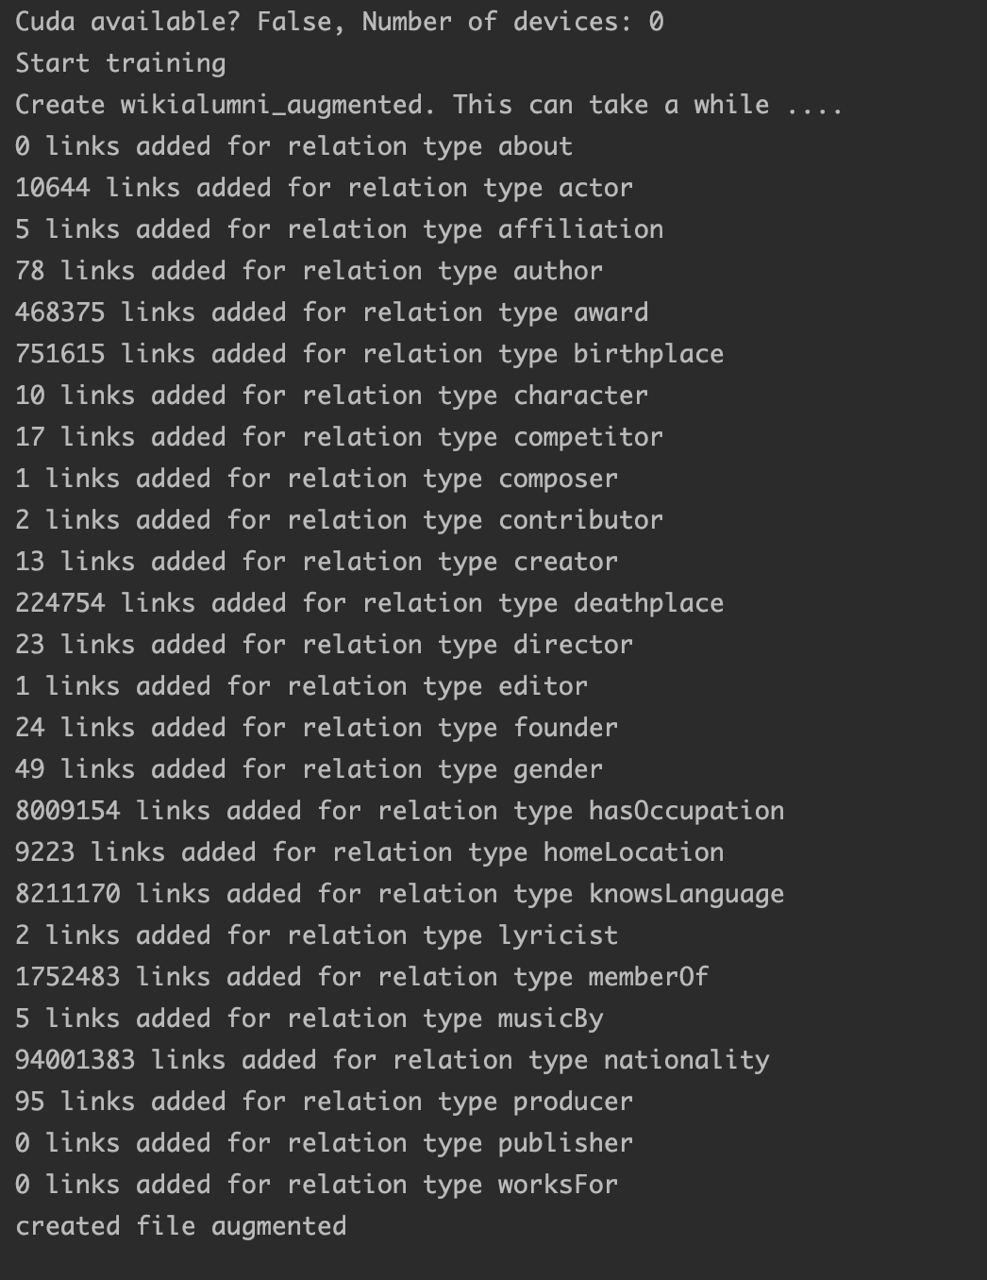 Cuda available? False, Number of devices: 0
Start training
Create wikialumni_augmented. This can take a while ....
0 links added for relation type about
10644 links added for relation type actor
5 links added for relation type affiliation
78 links added for relation type author
468375 links added for relation type award
751615 links added for relation type birthplace
10 links added for relation type character
17 links added for relation type competitor
1 links added for relation type composer
2 links added for relation type contributor
13 links added for relation type creator
224754 links added for relation type deathplace
23 links added for relation type director
1 links added for relation type editor
24 links added for relation type founder
49 links added for relation type gender
8009154 links added for relation type hasOccupation
9223 links added for relation type homeLocation
8211170 links added for relation type knowsLanguage
2 links added for relation type lyricist
1752483 links added for relation type memberOf
5 links added for relation type musicBy
94001383 links added for relation type nationality
95 links added for relation type producer
0 links added for relation type publisher
0 links added for relation type worksFor
created file augmented